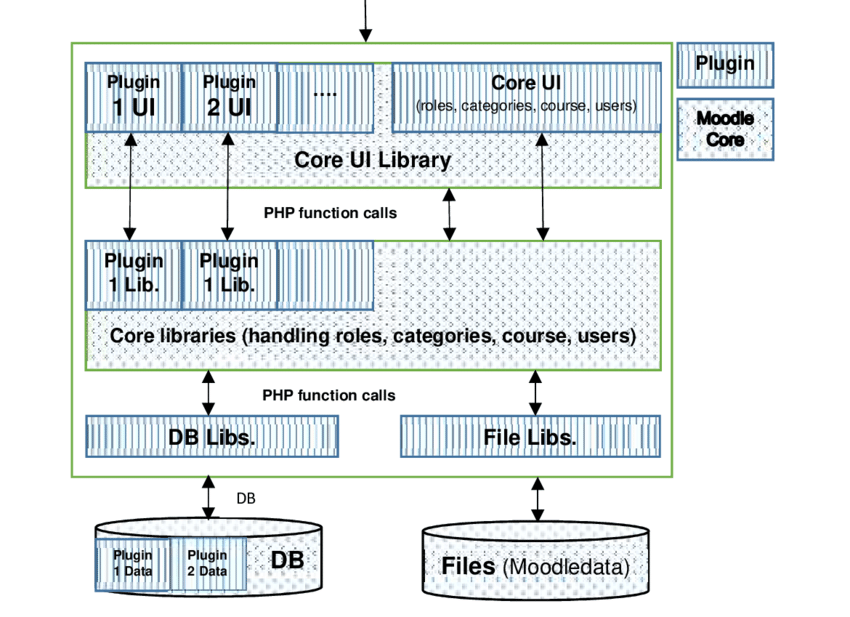 Plugin
1 UI
Plugin
2 UI
....
Core UI
(roles, categories, course, users)
Plugin
Moodle
Core
Core UI Library
PHP function calls
Plugin
1 Lib.
Plugin
1 Lib.
Core libraries (handling roles, categories, course, users)
PHP function calls
DB Libs.
File Libs.
DB
Plugin
1 Data
Plugin
2 Data
DB
Files (Moodledata)